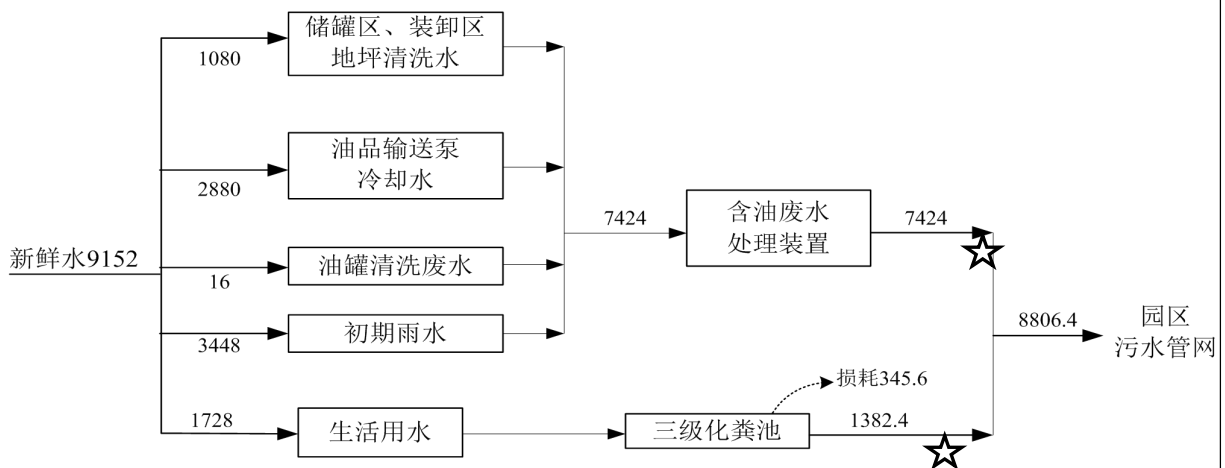 储罐区、装卸区
地坪清洗水
1080
油品输送泵
冷却水
2880
7424
含油废水
处理装置
7424
新鲜水9152
油罐清洗废水
16
初期雨水
3448
8806.4
园区
污水管网
损耗345.6
1728
生活用水
三级化粪池
1382.4